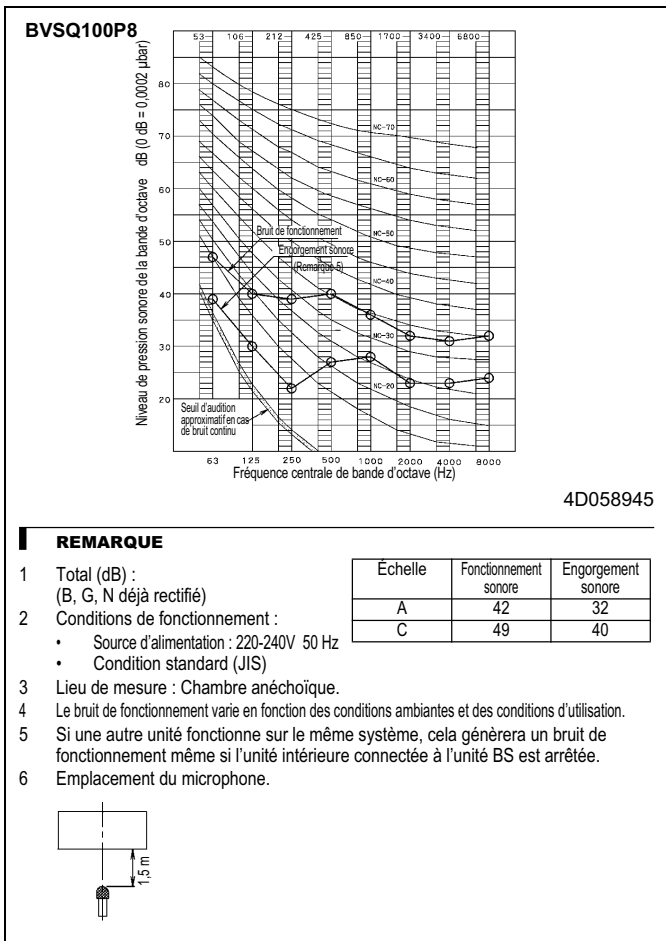 BVSQ100P8
53 106 212 425 850 1700 3400 6800
Niveau de pression sonore de la bande d'octave dB (0 dB = 0,0002 µbar)
80
70
60
50
40
30
20
NC-70
NC-60
NC-50
NC-40
NC-30
NC-20
Bruit de fonctionnement
Engorgement sonore
(Remarque 5)
Seuil d'audition
approximatif en cas
de bruit continu
63 125 250 500 1000 2000 4000 8000
Fréquence centrale de bande d'octave (Hz)
4D058945
REMARQUE
1 Total (dB) :
(B, G, N déjà rectifié)
Échelle Fonctionnement sonore Engorgement sonore
A 42 32
C 49 40
2 Conditions de fonctionnement :
• Source d'alimentation : 220-240V 50 Hz
• Condition standard (JIS)
3 Lieu de mesure : Chambre anéchoïque.
4 Le bruit de fonctionnement varie en fonction des conditions ambiantes et des conditions d'utilisation.
5 Si une autre unité fonctionne sur le même système, cela génèrera un bruit de
fonctionnement même si l'unité intérieure connectée à l'unité BS est arrêtée.
6 Emplacement du microphone.
1,5 m